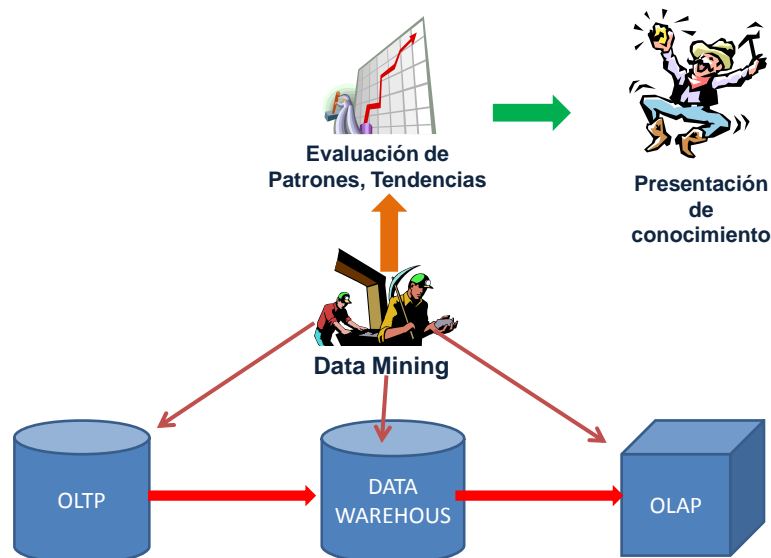 Evaluación de
Patrones, Tendencias
Presentación
de
conocimiento
Data Mining
OLTP
DATA
WAREHOUS
OLAP